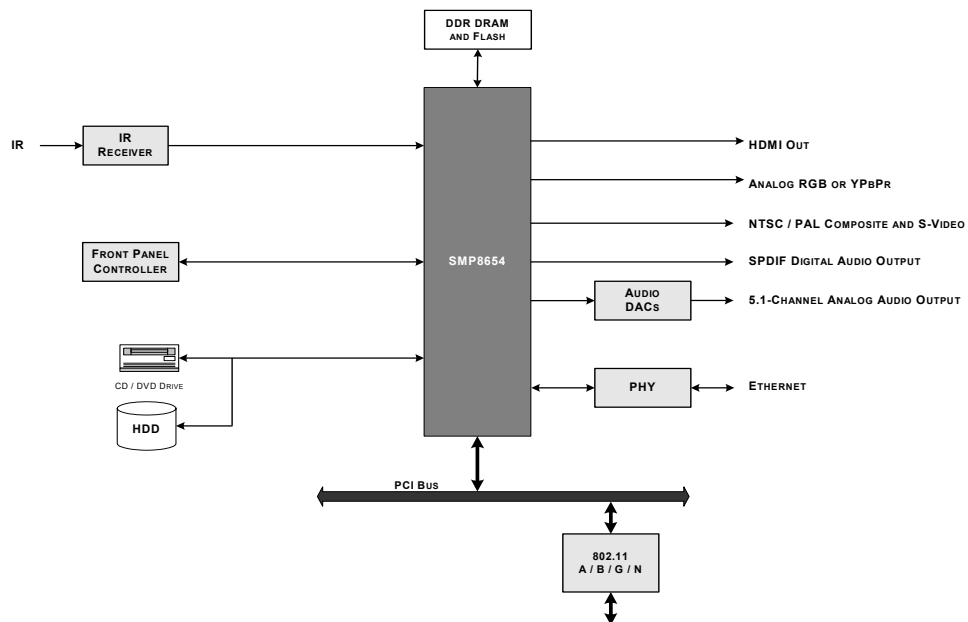 DDR DRAM
AND FLASH
IR
IR
RECEIVER
HDMI OUT
ANALOG RGB OR YPBPR
NTSC / PAL COMPOSITE AND S-VIDEO
FRONT PANEL
CONTROLLER
SMP8654
SPDIF DIGITAL AUDIO OUTPUT
AUDIO
DACS
5.1-CHANNEL ANALOG AUDIO OUTPUT
CD / DVD DRIVE
PHY
ETHERNET
HDD
PCI BUS
802.11
A / B / G / N